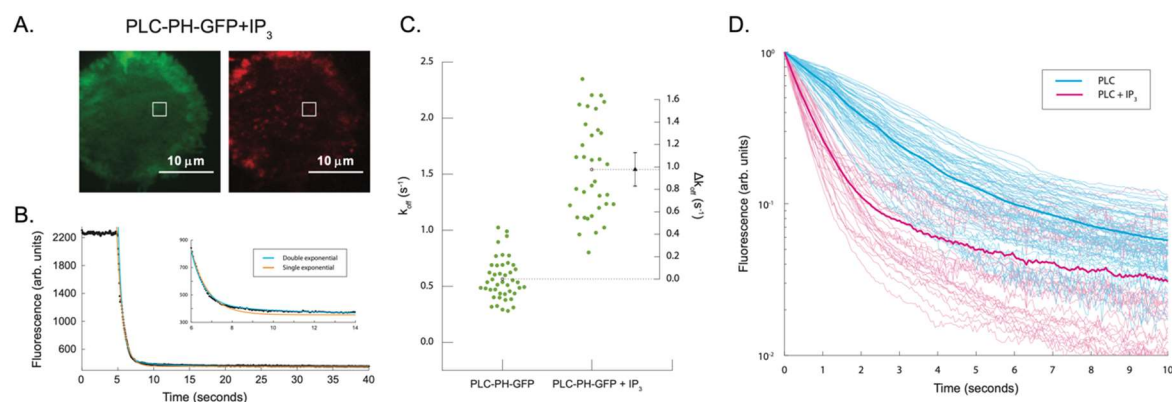 A.
PLC-PH-GFP+IP3
10 μm
10 μm
B.
Fluorescence (arb. units)
2200
1800
1400
1000
600
0
5
10
15
20
25
30
35
40
Time (seconds)
900
700
500
300
6
8
10
12
14
Double exponential
Single exponential
C.
koff (s-1)
2.5
2.0
1.5
1.0
0.5
0.0
PLC-PH-GFP
PLC-PH-GFP + IP3
1.6
1.4
1.2
1.0
0.8
0.6
0.4
0.2
0.0
Δkoff (s-1)
D.
Fluorescence (arb. units)
10^0
10^-1
10^-2
PLC
PLC + IP3
0
1
2
3
4
5
6
7
8
9
10
Time (seconds)